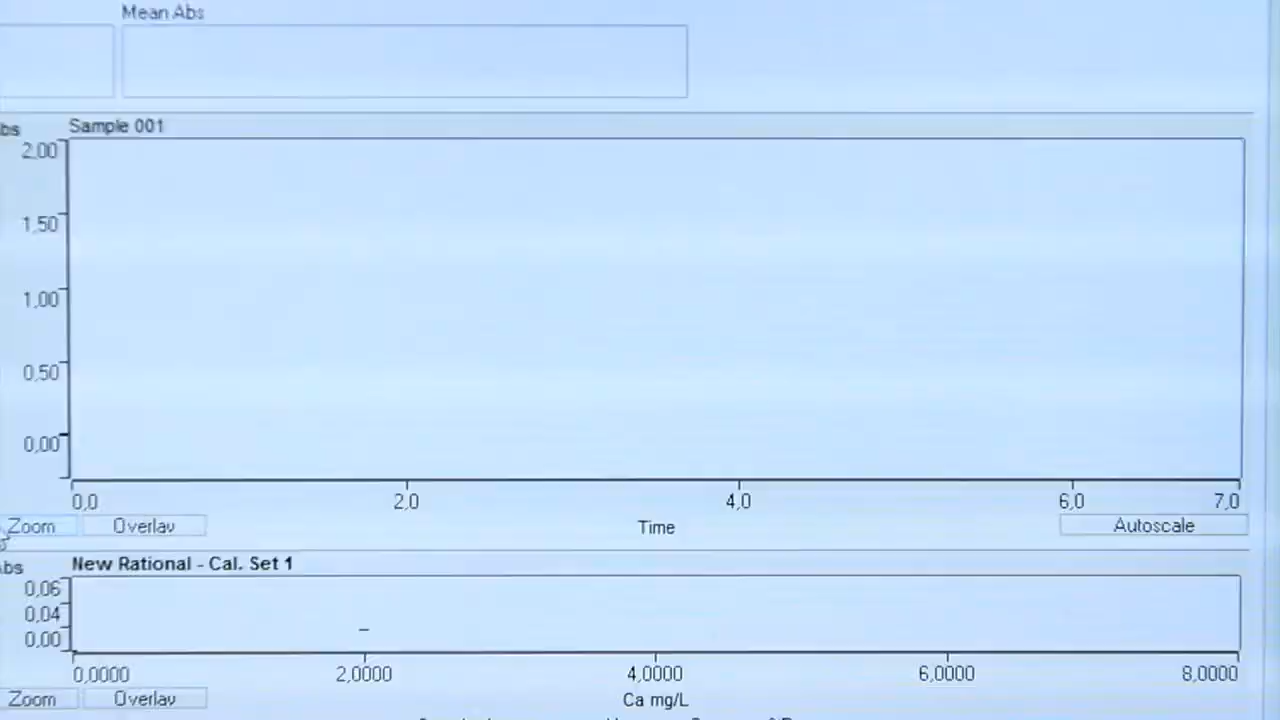 Mean Abs
Sample 001
bs
2,00
1,50
1,00
0,50
0,00
0,0 2,0 4,0 6,0 7,0
Zoom Overlay Time Autoscale
New Rational - Cal. Set 1
Abs
0,06
0,04
0,00
0,0000 2,0000 4,0000 6,0000 8,0000
Zoom Overlay Ca mg/L